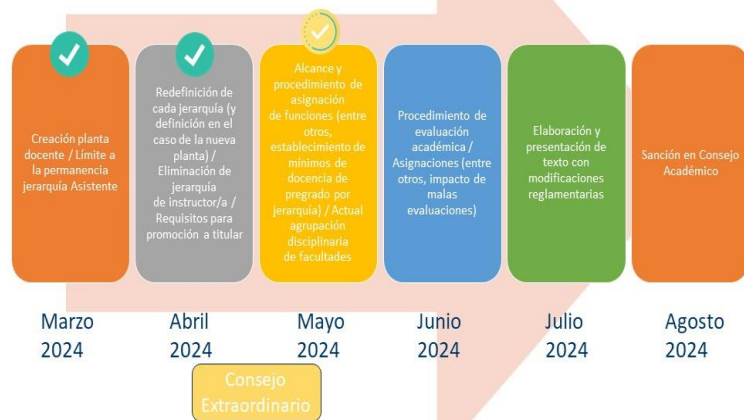 Creación planta
docente / Límite a
la permanencia
jerarquía Asistente
Redefinición de
cada jerarquía (y
definición en el
caso de la nueva
planta) /
Eliminación de
jerarquía
de instructor/a /
Requisitos para
promoción a titular
Alcance y
procedimiento de
asignación
de funciones (entre
otros,
establecimiento de
mínimos de
docencia de
pregrado por
jerarquía) / Actual
agrupación
disciplinaria
de facultades
Procedimiento de
evaluación
académica /
Asignaciones (entre
otros, impacto de
malas
evaluaciones)
Elaboración y
presentación de
texto con
modificaciones
reglamentarias
Sanción en Consejo
Académico
Marzo
2024
Abril
2024
Mayo
2024
Junio
2024
Julio
2024
Agosto
2024
Consejo
Extraordinario